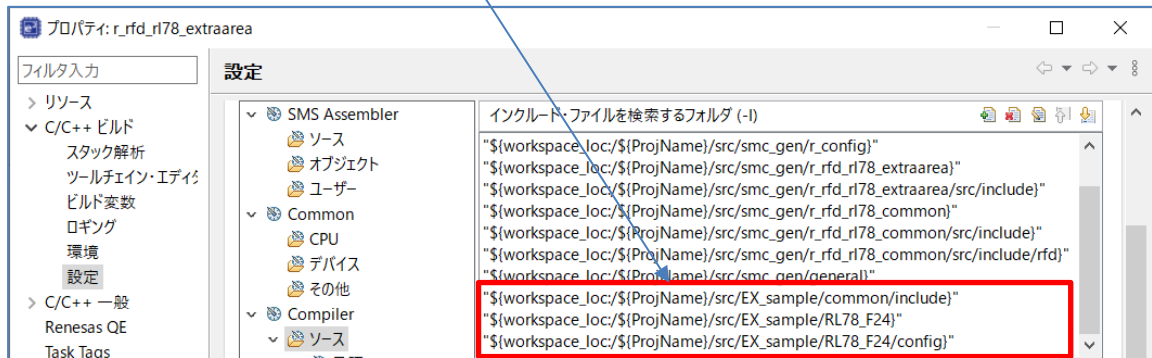 プロパティ: r_rfd_rl78_extraarea
フィルタ入力
設定
リソース
C/C++ ビルド
スタック解析
ツールチェイン・エディタ
ビルド変数
ロギング
環境
設定
C/C++ 一般
Renesas QE
Task Tags
SMS Assembler
ソース
オブジェクト
ユーザー
Common
CPU
デバイス
その他
Compiler
ソース
インクルード・ファイルを検索するフォルダ (-I)
"${workspace_loc:/${ProjName}/src/smc_gen/r_config}"
"${workspace_loc:/${ProjName}/src/smc_gen/r_rfd_rl78_extraarea}"
"${workspace_loc:/${ProjName}/src/smc_gen/r_rfd_rl78_extraarea/src/include}"
"${workspace_loc:/${ProjName}/src/smc_gen/r_rfd_rl78_common}"
"${workspace_loc:/${ProjName}/src/smc_gen/r_rfd_rl78_common/src/include}"
"${workspace_loc:/${ProjName}/src/smc_gen/r_rfd_rl78_common/src/include/rfd}"
"${workspace_loc:/${ProjName}/src/smc_gen/general}"
"${workspace_loc:/${ProjName}/src/EX_sample/common/include}"
"${workspace_loc:/${ProjName}/src/EX_sample/RL78_F24}"
"${workspace_loc:/${ProjName}/src/EX_sample/RL78_F24/config}"